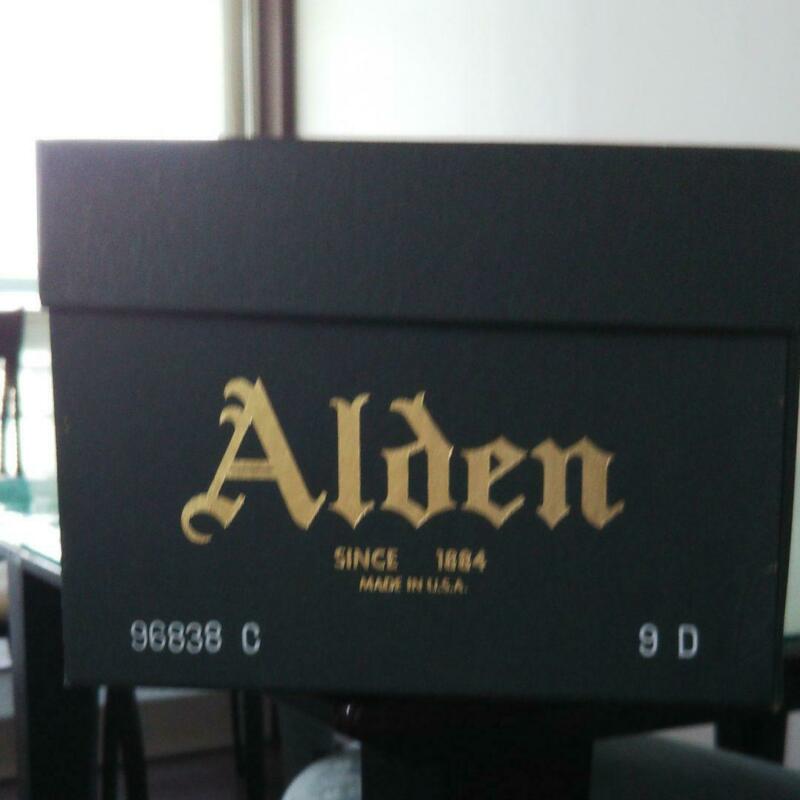 Alden
SINCE 1884
MADE IN U.S.A.
96838 C 9 D